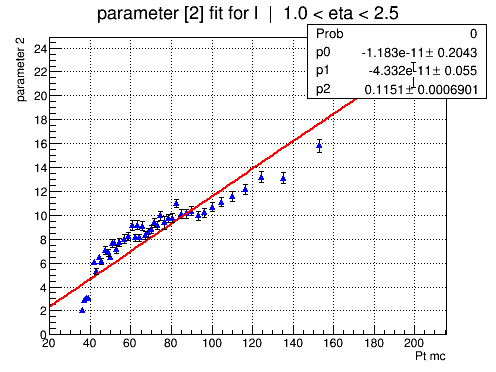 parameter [2] fit for I | 1.0 < eta < 2.5
Prob 0
p0 -1.183e-11 ± 0.2043
p1 -4.332e-11 ± 0.055
p2 0.1151 ± 0.0006901
parameter 2
24
22
20
18
16
14
12
10
8
6
4
2
0
20 40 60 80 100 120 140 160 180 200
Pt mc